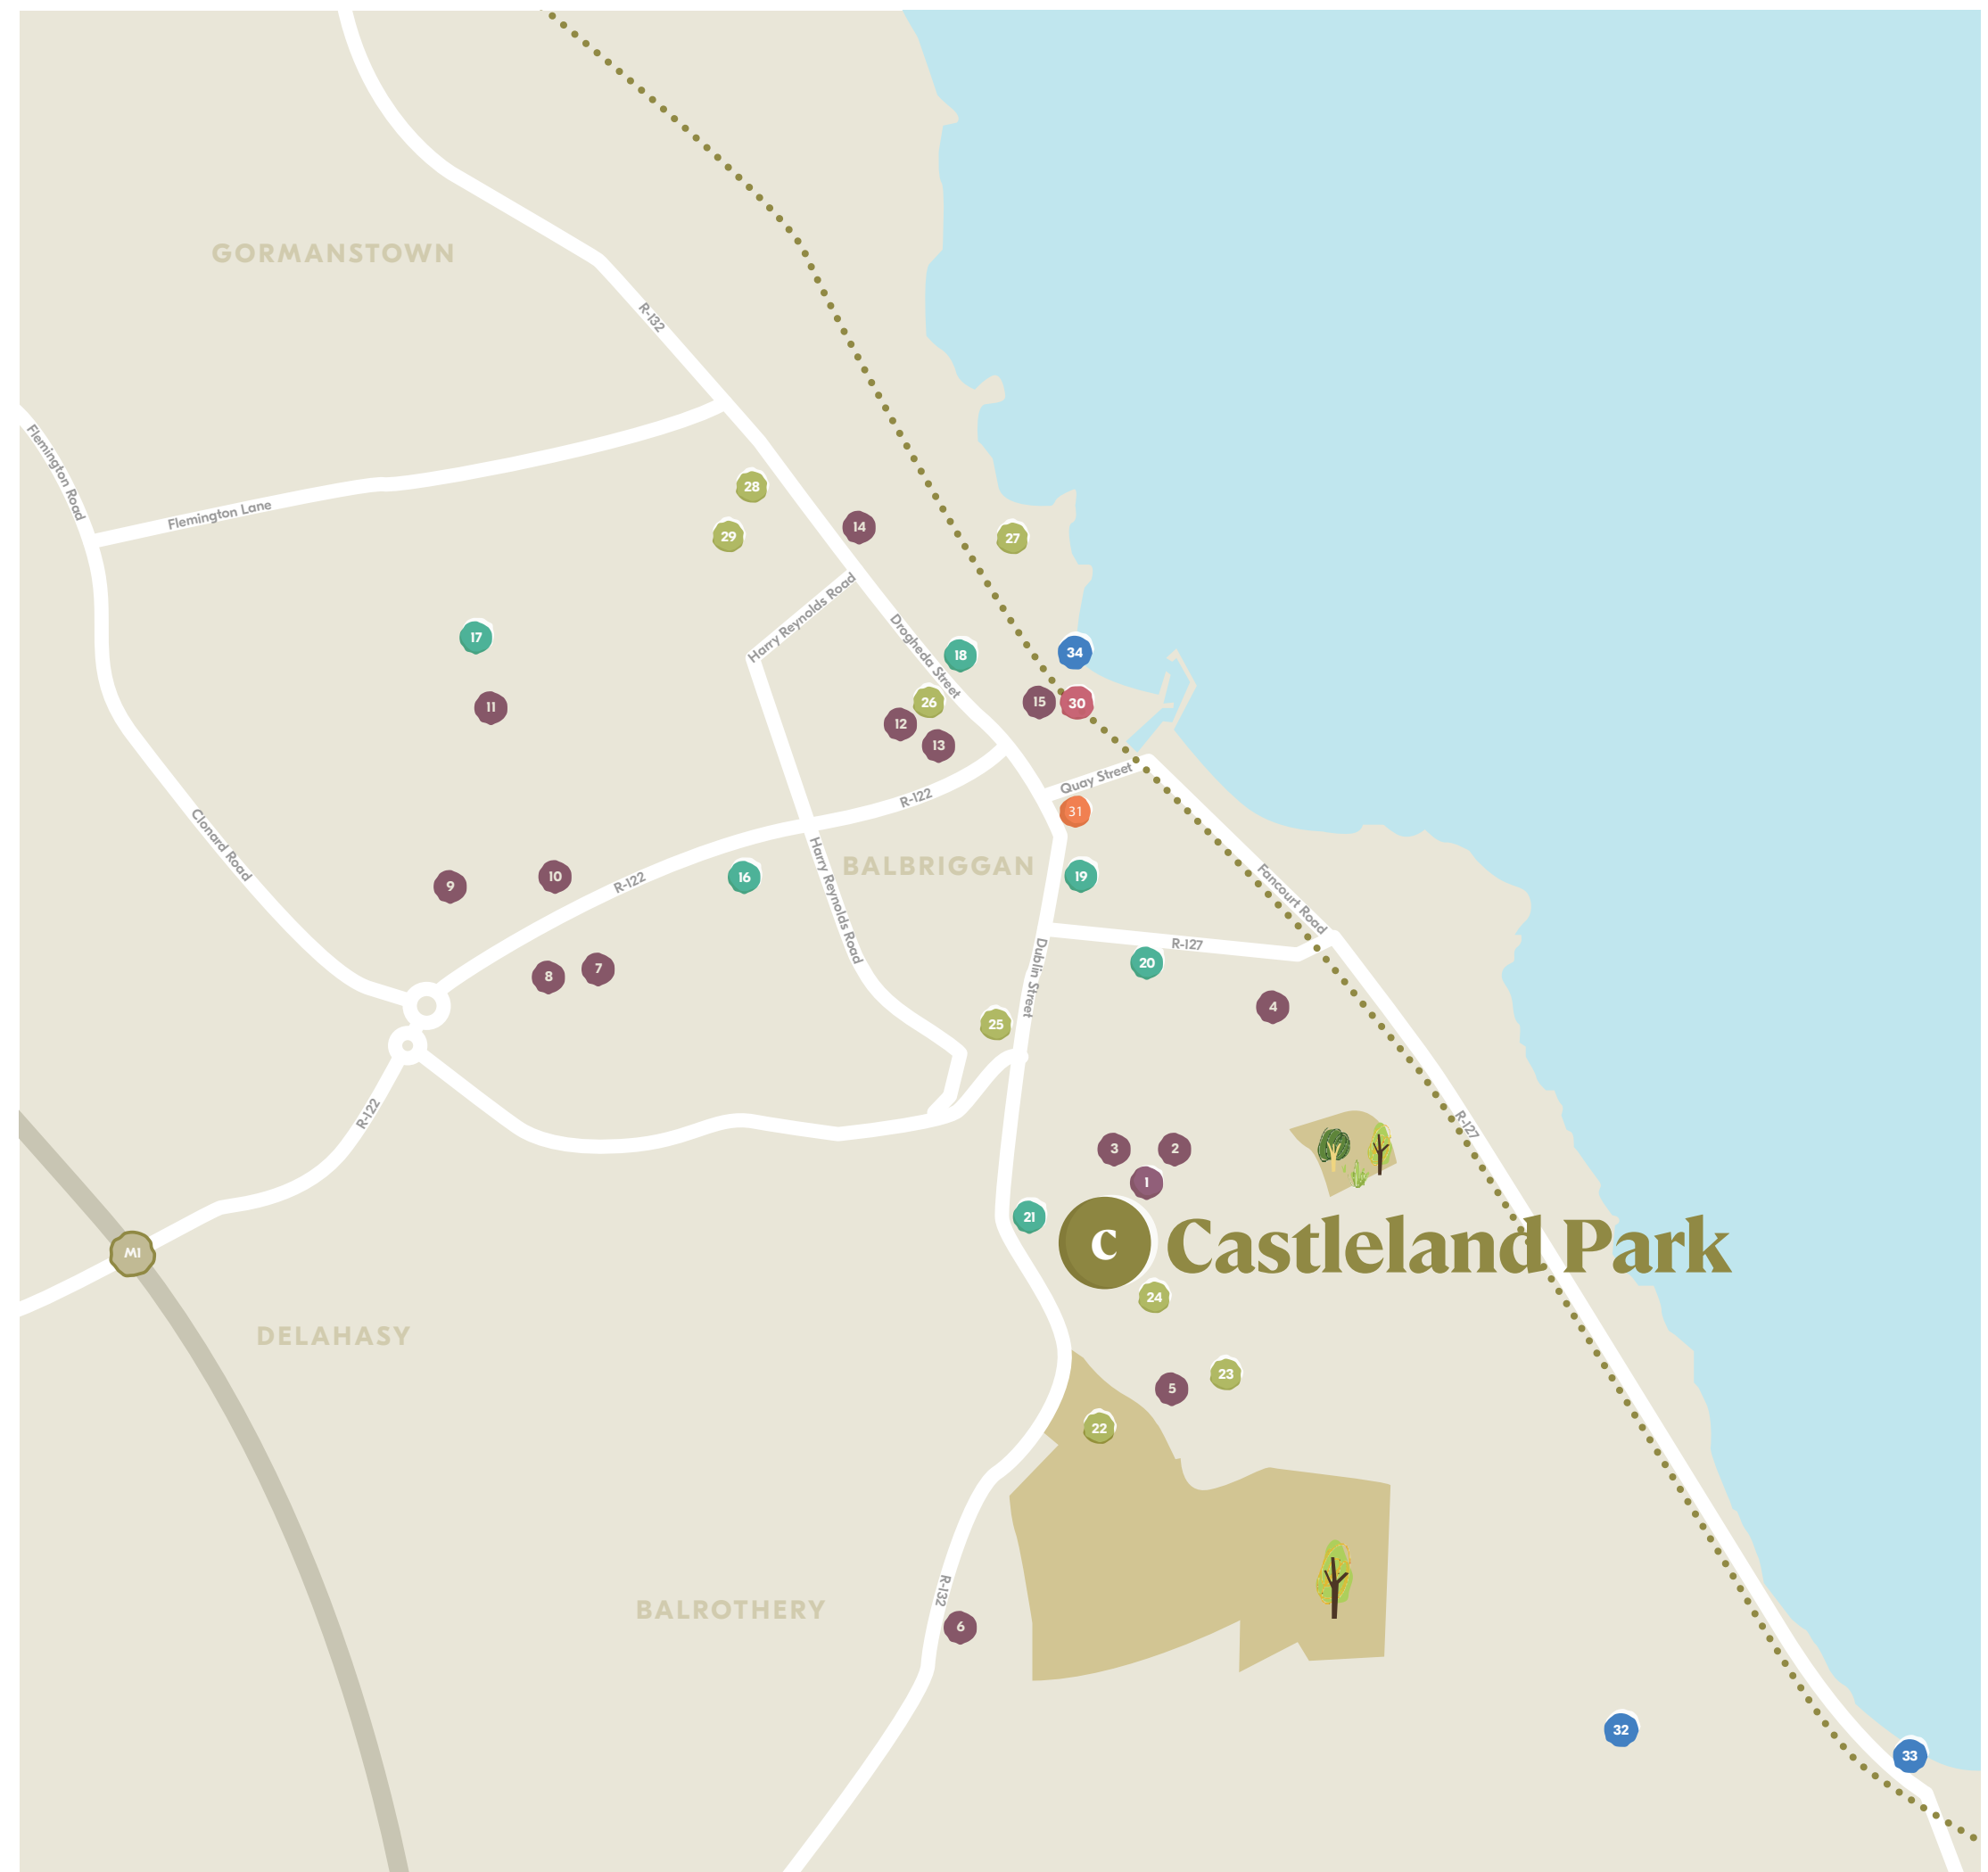 GORMANSTOWN
R-132
Flemington Road
Flemington Lane
28
29
14
27
Harry Reynolds Road
17
11
Drogheda Street
18
34
26
12
13
15
30
Quay Street
31
R-122
Clonard Road
BALBRIGGAN
9
10
R-122
16
Harry Reynolds Road
19
Fancourt Road
R-127
20
8
7
Dublin Street
25
4
R-122
3
2
1
R-127
21
C
Castleland Park
M1
24
DELAHASY
5
23
22
BALROTHERY
R-132
6
32
33